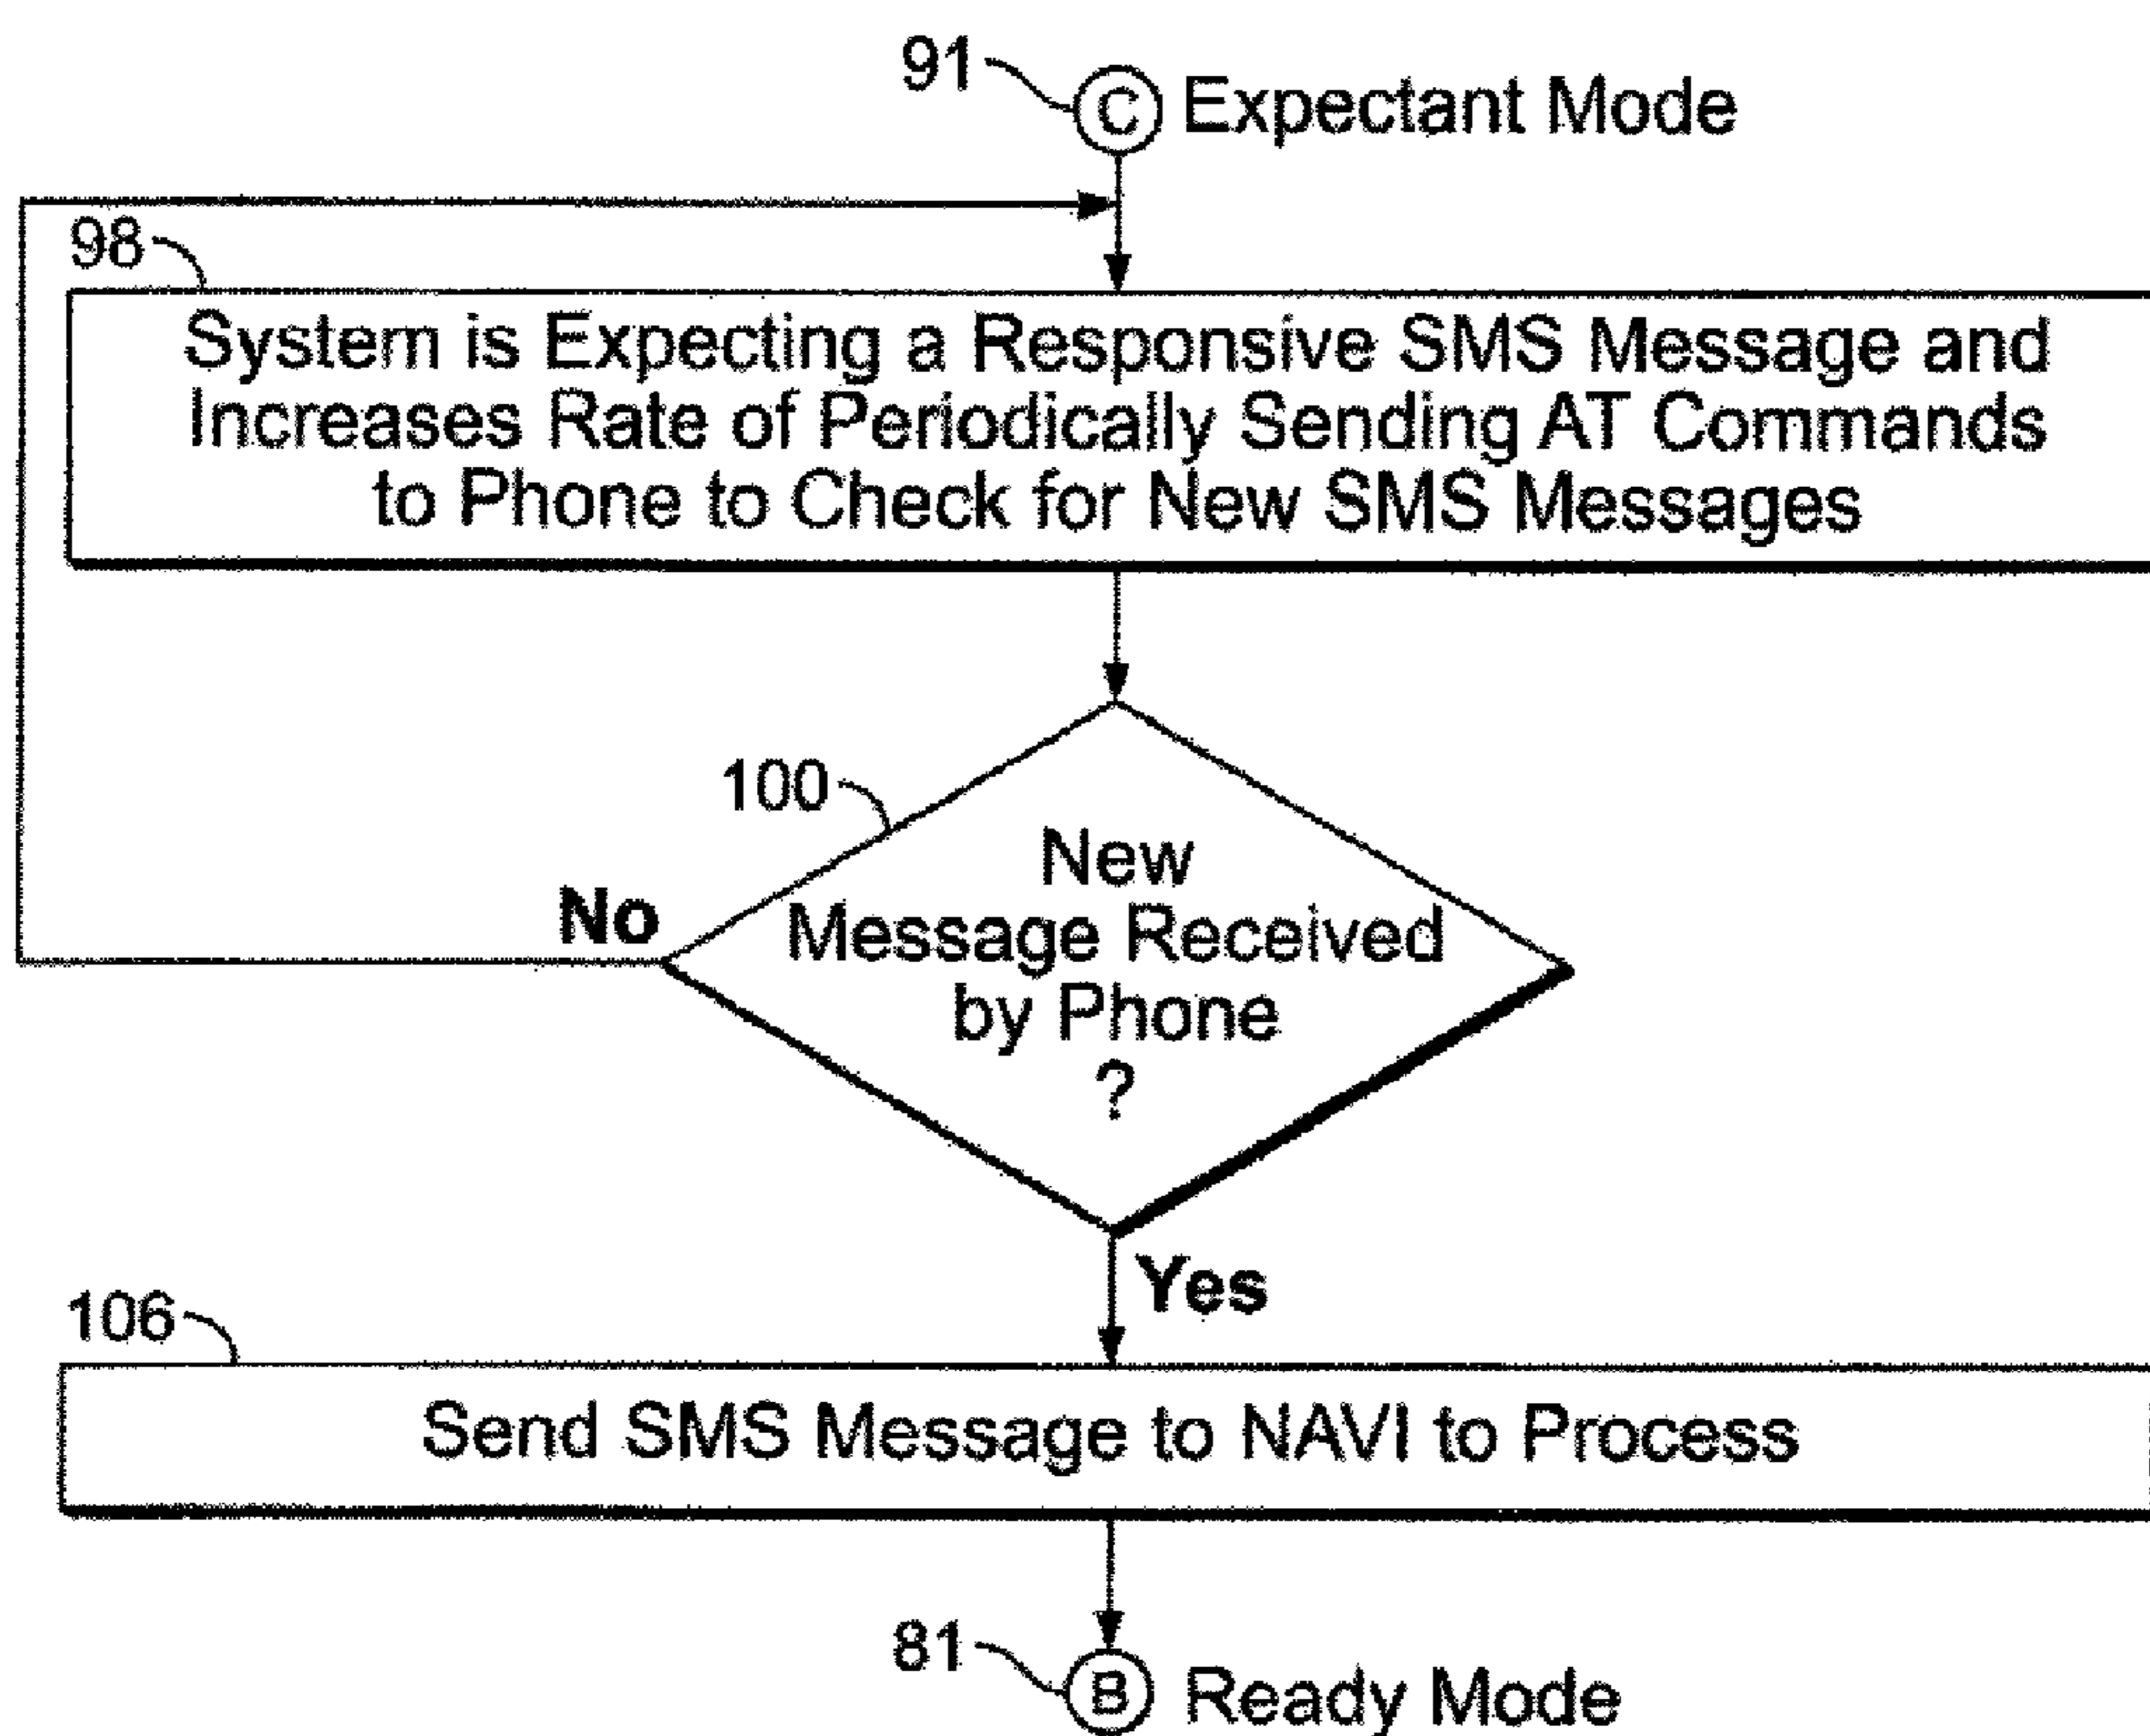 91
C Expectant Mode
98
System is Expecting a Responsive SMS Message and
Increases Rate of Periodically Sending AT Commands
to Phone to Check for New SMS Messages
100
New
Message Received
by Phone
?
No
Yes
106
Send SMS Message to NAVI to Process
81
B Ready Mode